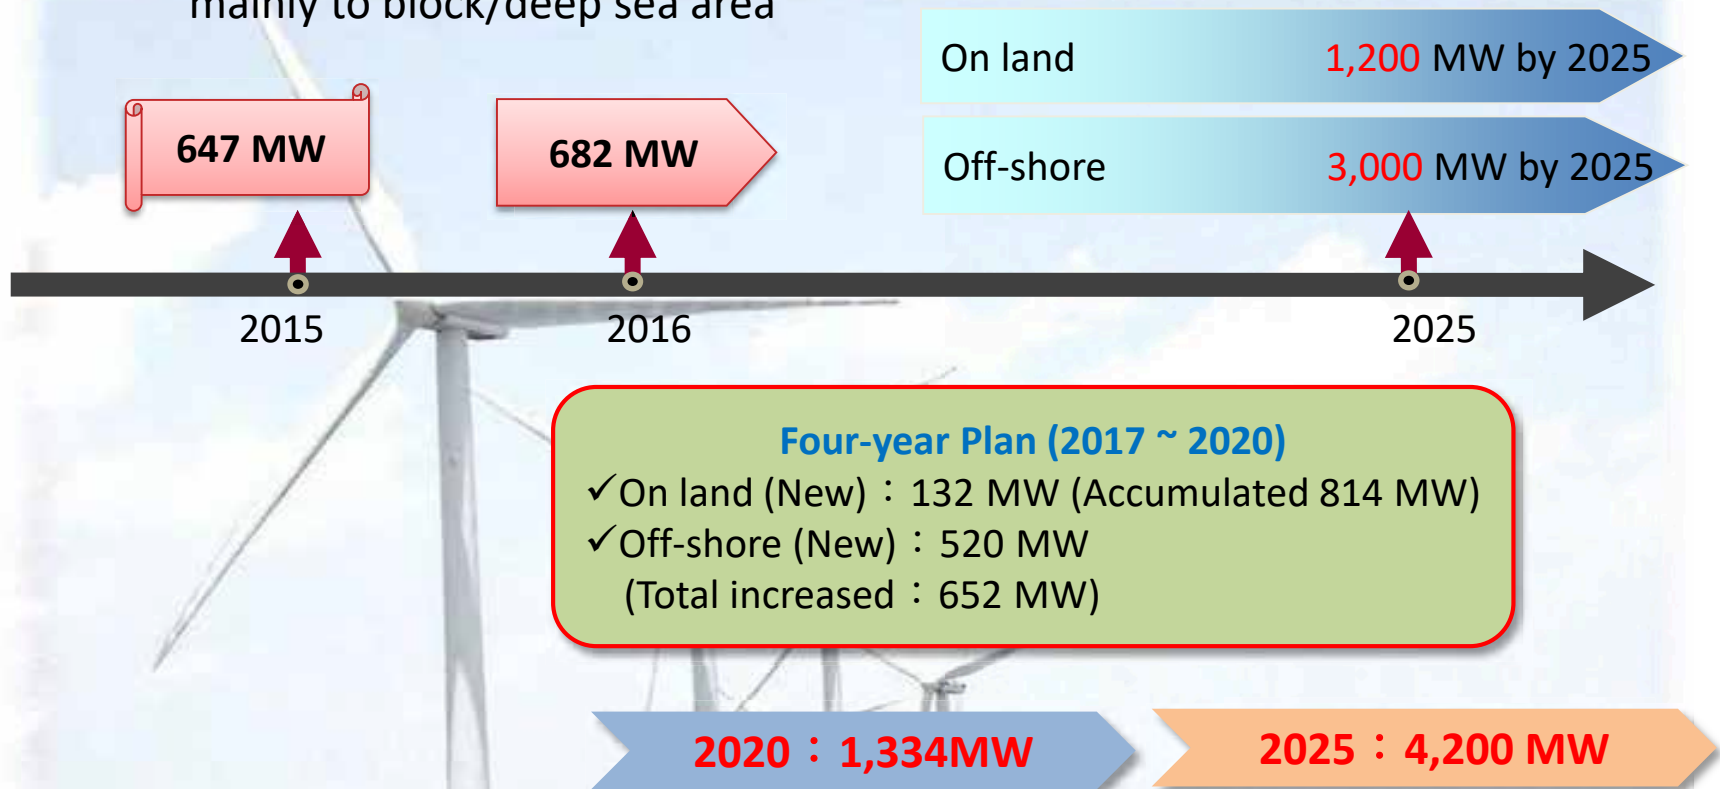 mainly to block/deep sea area
On land 1,200 MW by 2025
647 MW
682 MW
Off-shore 3,000 MW by 2025
2015
2016
2025
Four-year Plan (2017 ~ 2020)
✓On land (New)：132 MW (Accumulated 814 MW)
✓Off-shore (New)：520 MW
(Total increased：652 MW)
2020：1,334MW
2025：4,200 MW